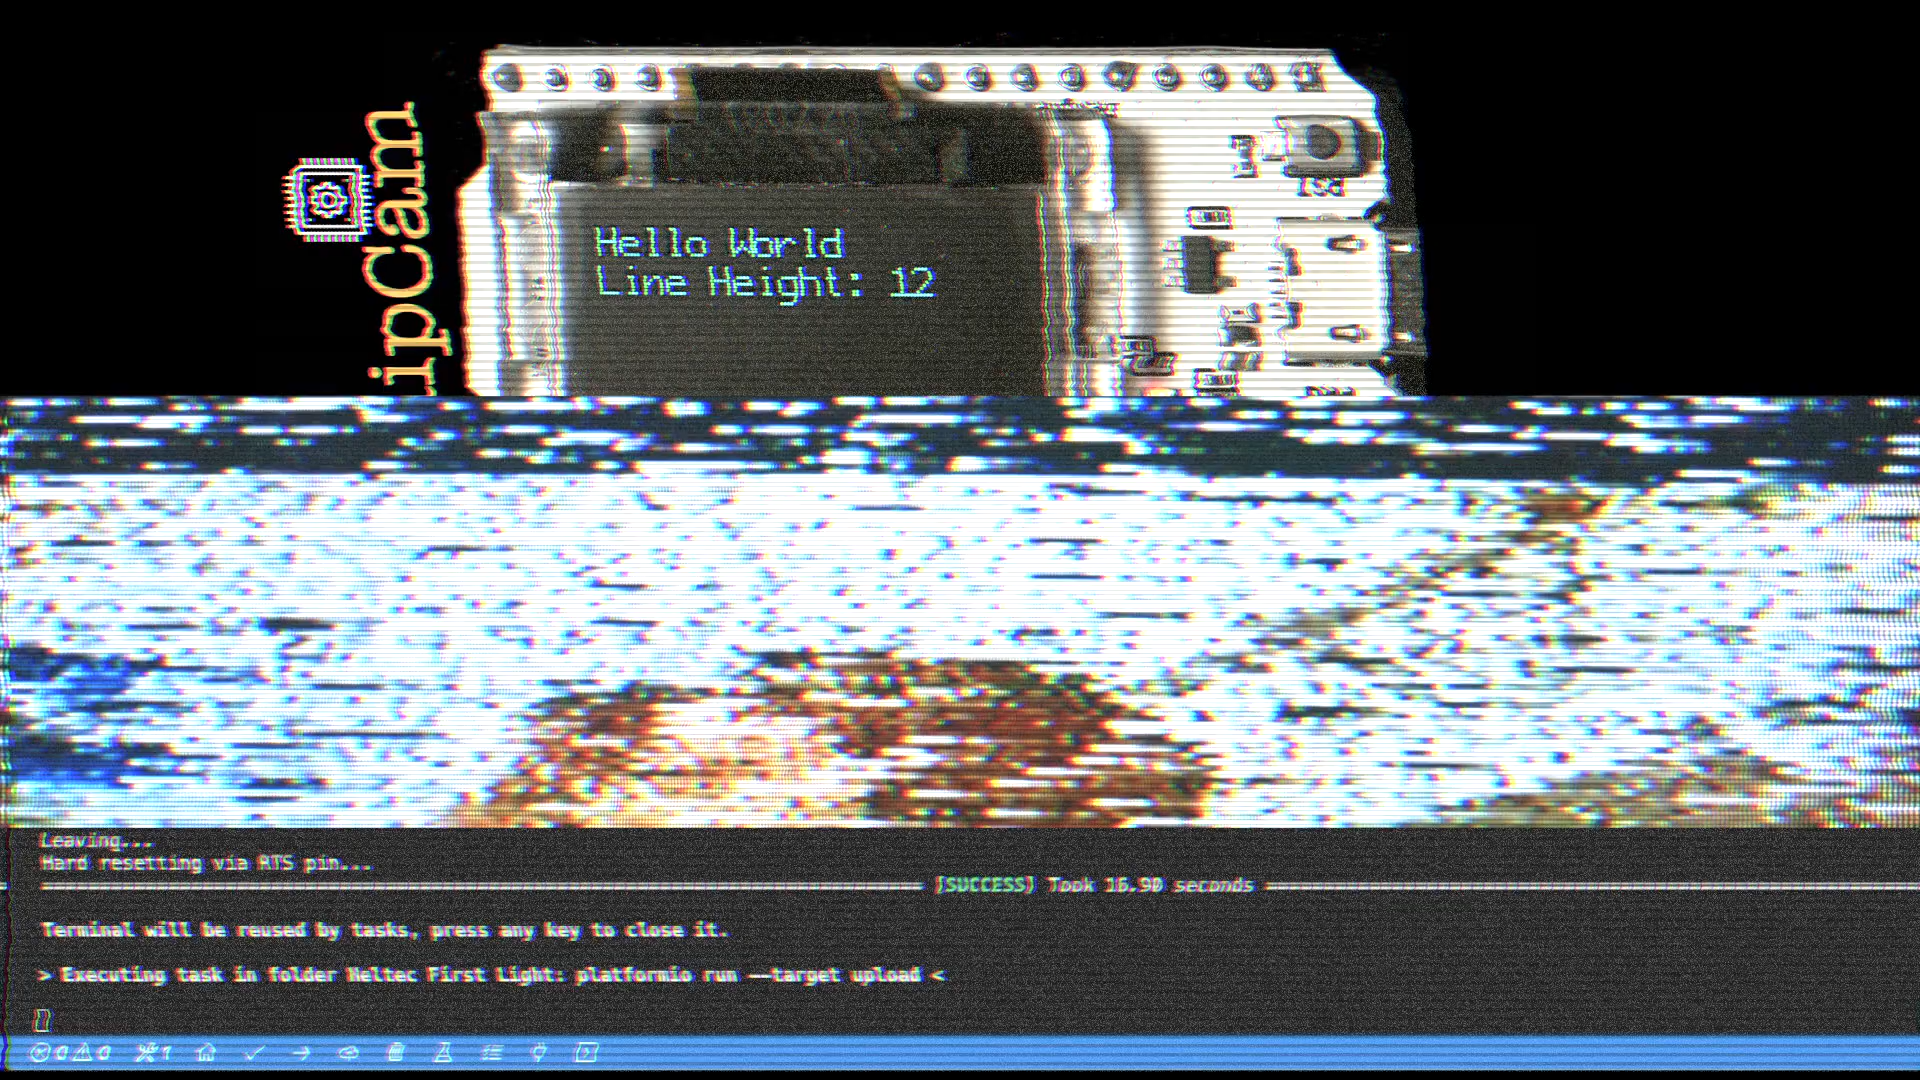 ipCam
Hello World
Line Height: 12
Leaving...
Hard resetting via RTS pin...
[SUCCESS] Took 16.90 seconds
Terminal will be reused by tasks, press any key to close it.
> Executing task in folder Heltec First Light: platformio run --target upload <
0 0